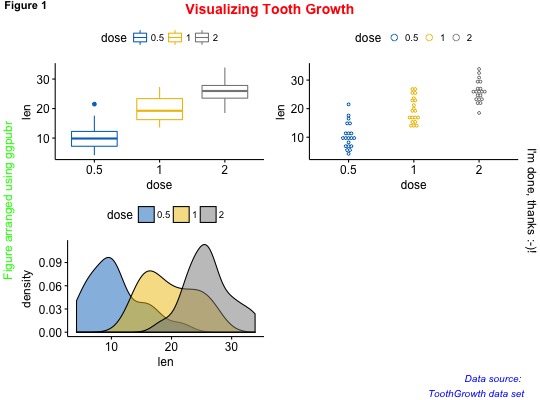 Figure 1
Visualizing Tooth Growth
dose 0.5 1 2
len
30
20
10
0.5 1 2
dose
dose 0.5 1 2
len
30
20
10
0.5 1 2
dose
dose 0.5 1 2
density
0.09
0.06
0.03
0.00
10 20 30
len
Figure arranged using ggpubr
I'm done, thanks :-)!
Data source:
ToothGrowth data set